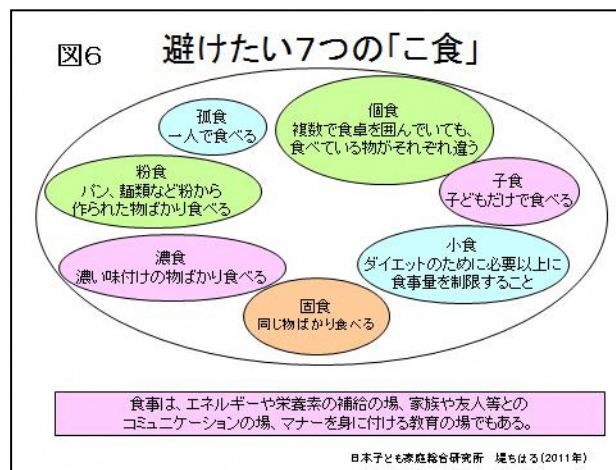 図6
避けたい7つの「こ食」
孤食
一人で食べる
個食
複数で食卓を囲んでいても、
食べている物がそれぞれ違う
粉食
パン、麺類など粉から
作られた物ばかり食べる
子食
子どもだけで食べる
小食
ダイエットのために必要以上に
食事量を制限すること
濃食
濃い味付けの物ばかり食べる
固食
同じ物ばかり食べる
食事は、エネルギーや栄養素の補給の場、家族や友人等との
コミュニケーションの場、マナーを身に付ける教育の場でもある。
日本子ども家庭総合研究所 堤ちはる(2011年)